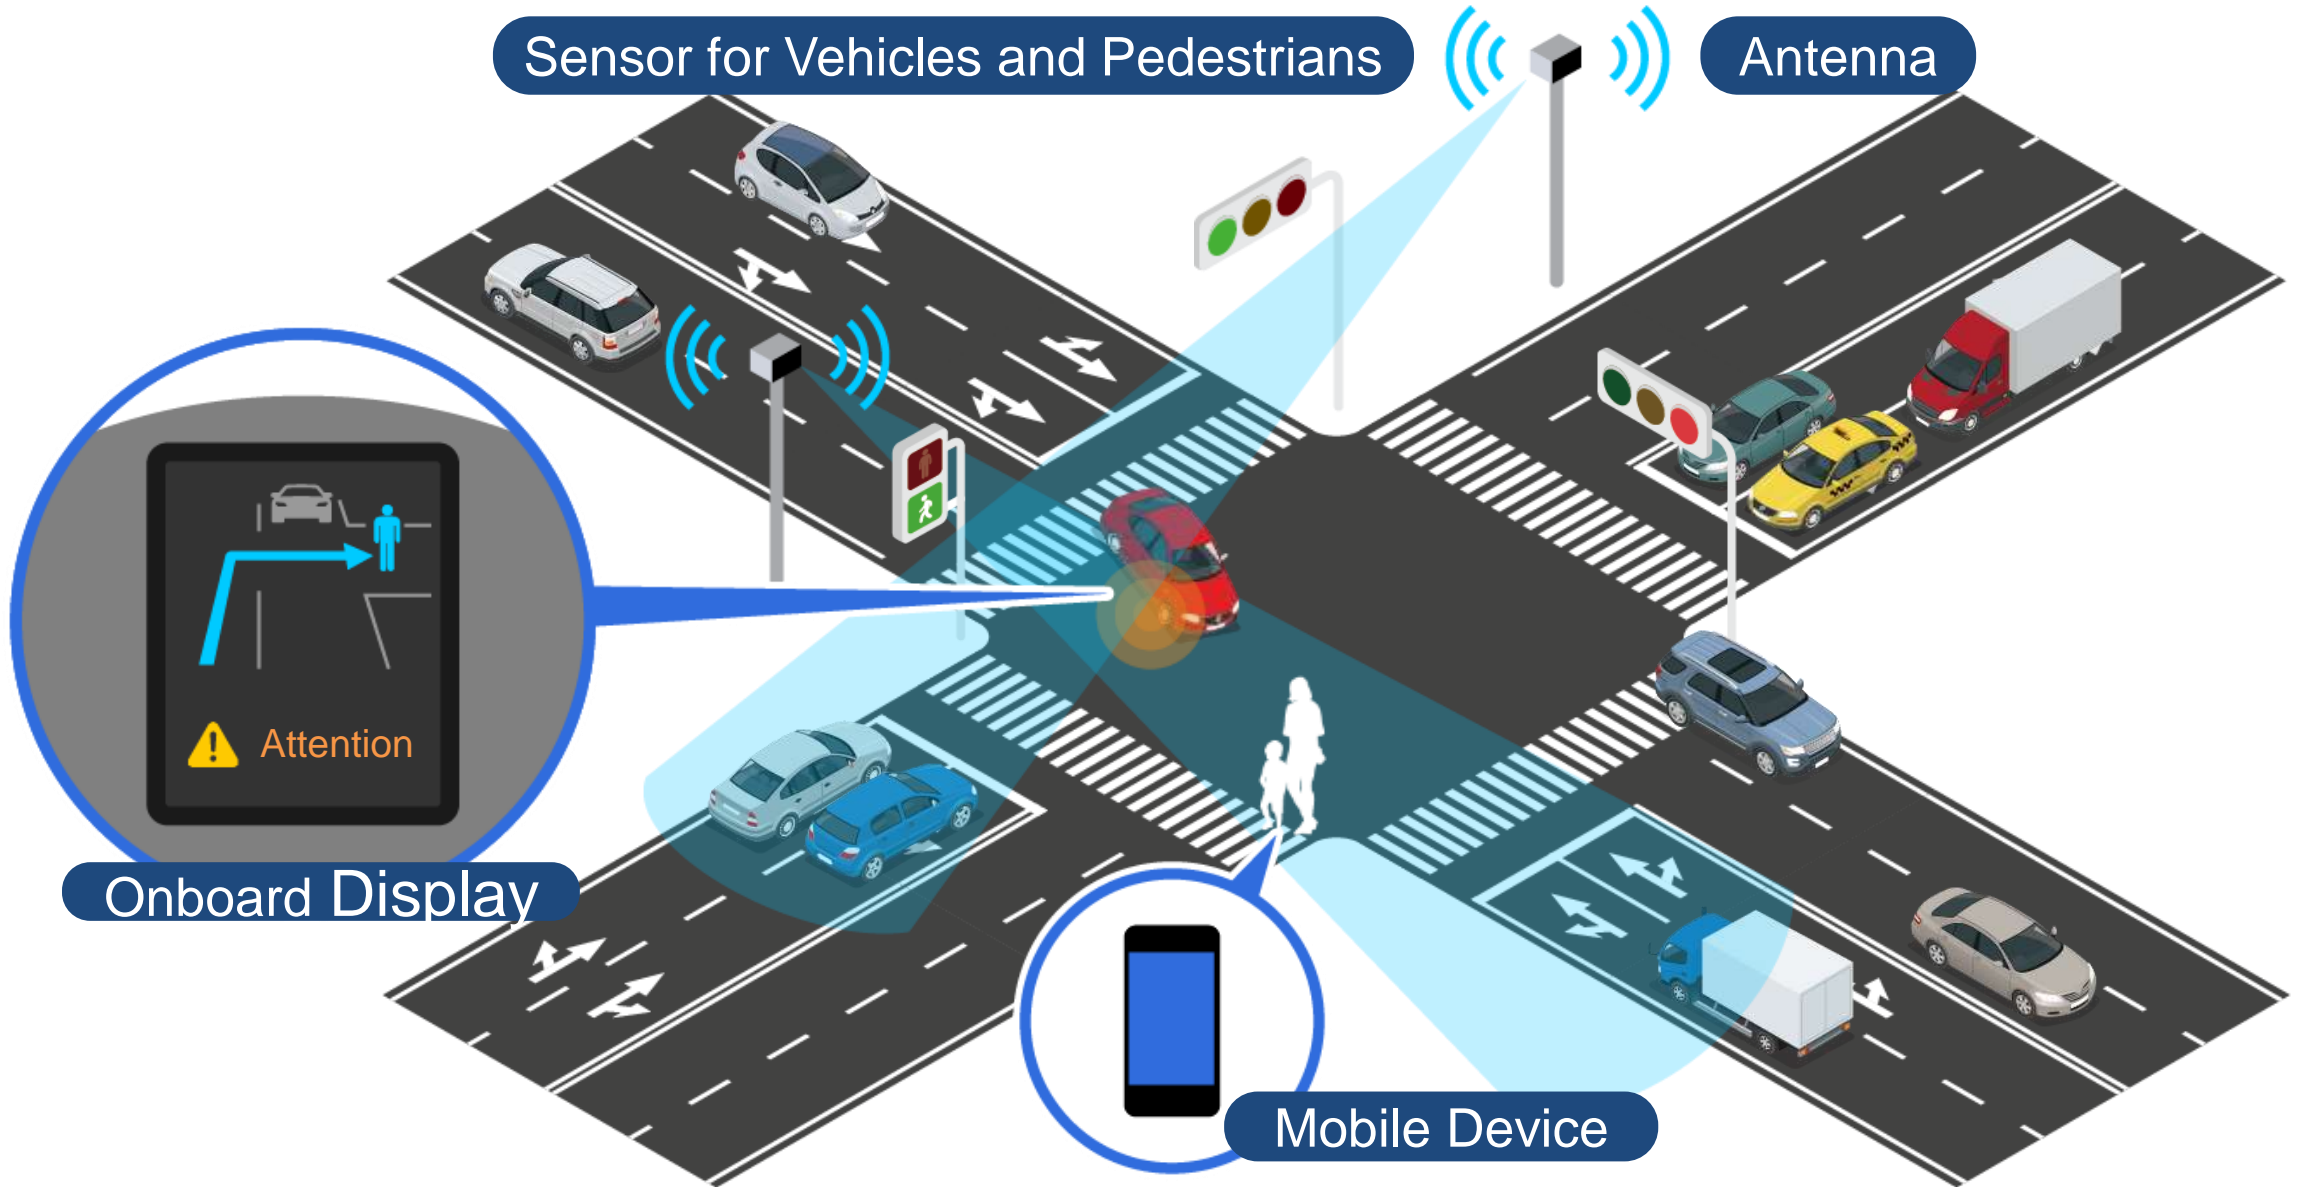 Sensor for Vehicles and Pedestrians
Antenna
Attention
Onboard Display
Mobile Device